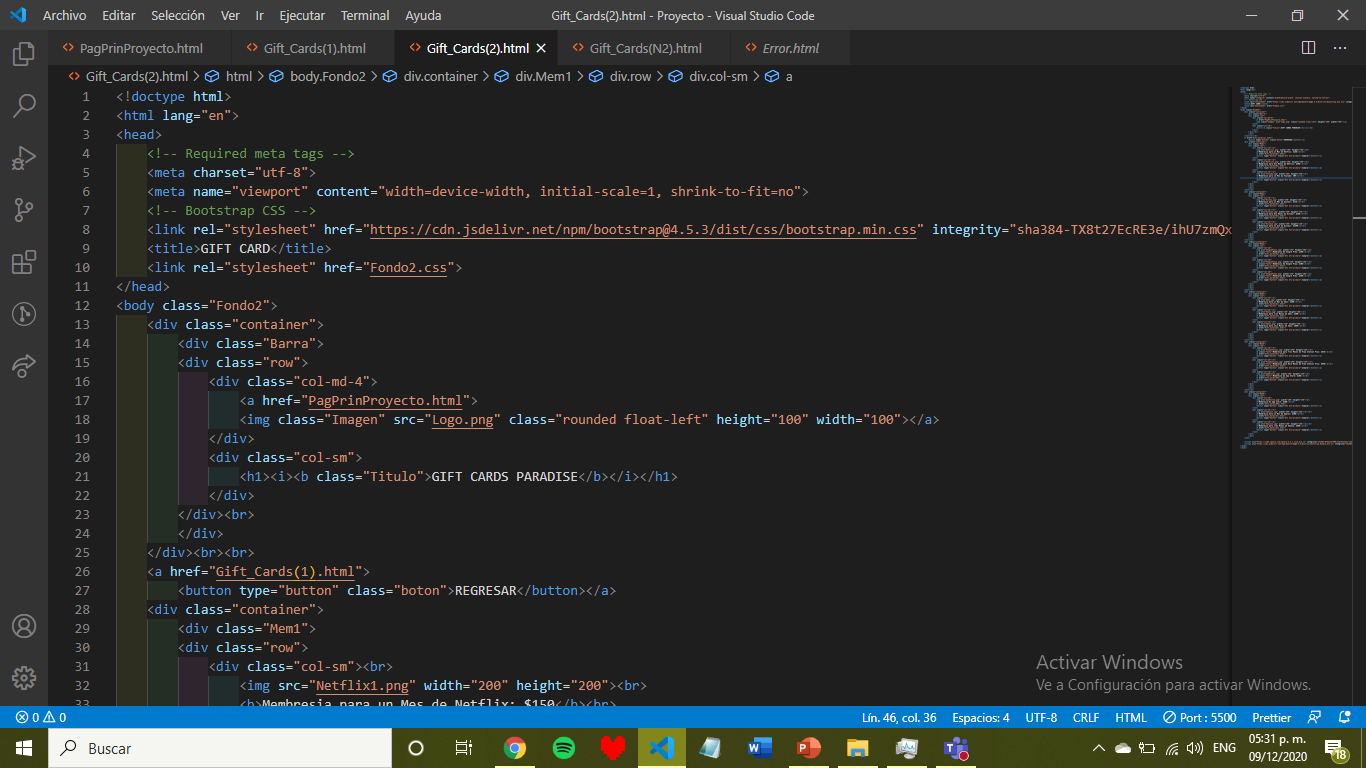 Archivo Editar Selección Ver Ir Ejecutar Terminal Ayuda Gift_Cards(2).html - Proyecto - Visual Studio Code
PagPrinProyecto.html Gift_Cards(1).html Gift_Cards(2).html Gift_Cards(N2).html Error.html
Gift_Cards(2).html > html > body.Fondo2 > div.container > div.Mem1 > div.row > div.col-sm > a
1 <!doctype html>
2 <html lang="en">
3 <head>
4 <!-- Required meta tags -->
5 <meta charset="utf-8">
6 <meta name="viewport" content="width=device-width, initial-scale=1, shrink-to-fit=no">
7 <!-- Bootstrap CSS -->
8 <link rel="stylesheet" href="https://cdn.jsdelivr.net/npm/bootstrap@4.5.3/dist/css/bootstrap.min.css" integrity="sha384-TX8t27EcRE3e/ihU7zmQx
9 <title>GIFT CARD</title>
10 <link rel="stylesheet" href="Fondo2.css">
11 </head>
12 <body class="Fondo2">
13 <div class="container">
14 <div class="Barra">
15 <div class="row">
16 <div class="col-md-4">
17 <a href="PagPrinProyecto.html">
18 <img class="Imagen" src="Logo.png" class="rounded float-left" height="100" width="100"></a>
19 </div>
20 <div class="col-sm">
21 <h1><i><b class="Titulo">GIFT CARDS PARADISE</b></i></h1>
22 </div>
23 </div><br>
24 </div>
25 </div><br><br>
26 <a href="Gift_Cards(1).html">
27 <button type="button" class="boton">REGRESAR</button></a>
28 <div class="container">
29 <div class="Mem1">
30 <div class="row">
31 <div class="col-sm"><br>
32 <img src="Netflix1.png" width="200" height="200"><br>
33 <b>Membresia para un Mes de Netflix: $150</b><br>
Activar Windows
Ve a Configuración para activar Windows.
0 0 Lín. 46, col. 36 Espacios: 4 UTF-8 CRLF HTML Port : 5500 Prettier
Buscar ENG 05:31 p. m.
09/12/2020 18